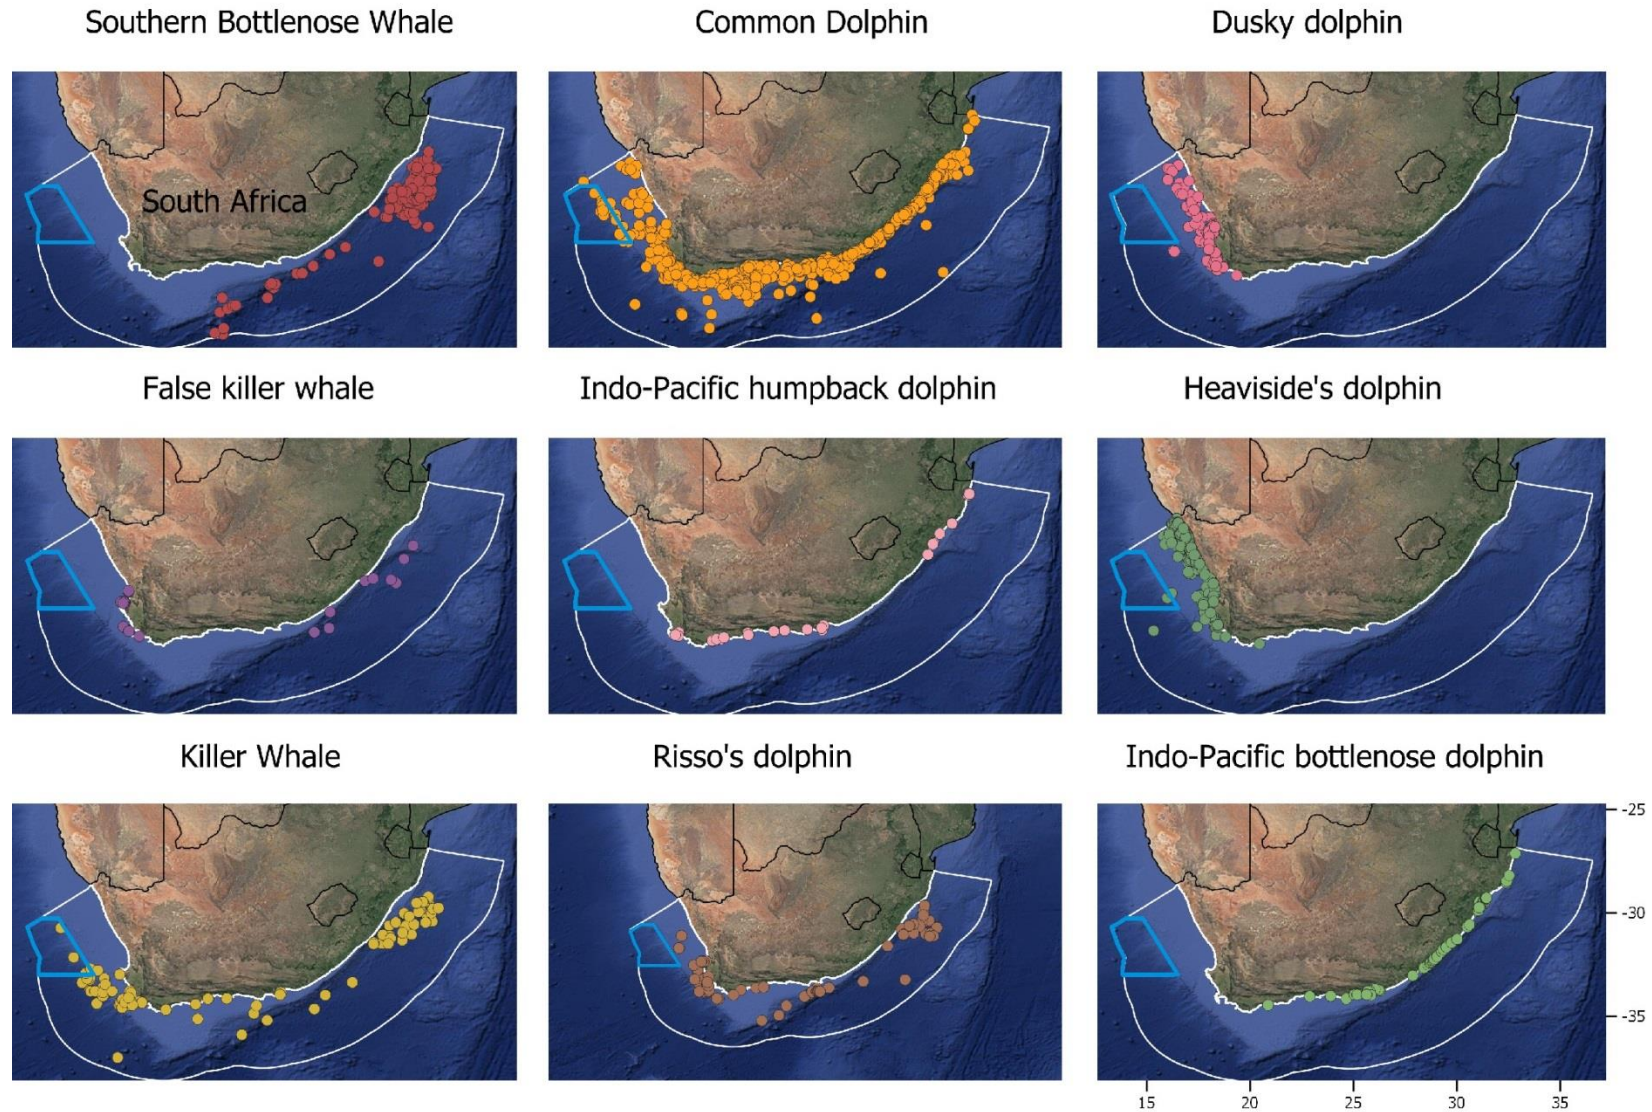 Southern Bottlenose Whale
Common Dolphin
Dusky dolphin
South Africa
False killer whale
Indo-Pacific humpback dolphin
Heaviside's dolphin
Killer Whale
Risso's dolphin
Indo-Pacific bottlenose dolphin
-25
-30
-35
15 20 25 30 35